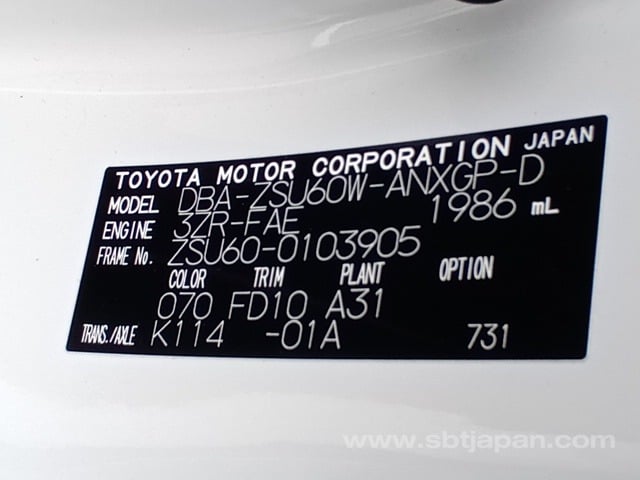 TOYOTA MOTOR CORPORATION JAPAN
MODEL DBA-ZSU60W-ANXGP-D
ENGINE 3ZR-FAE 1986 mL
FRAME No. ZSU60-0103905
COLOR TRIM PLANT OPTION
070 FD10 A31
TRANS./AXLE K114 -01A 731
www.sbtjapan.com